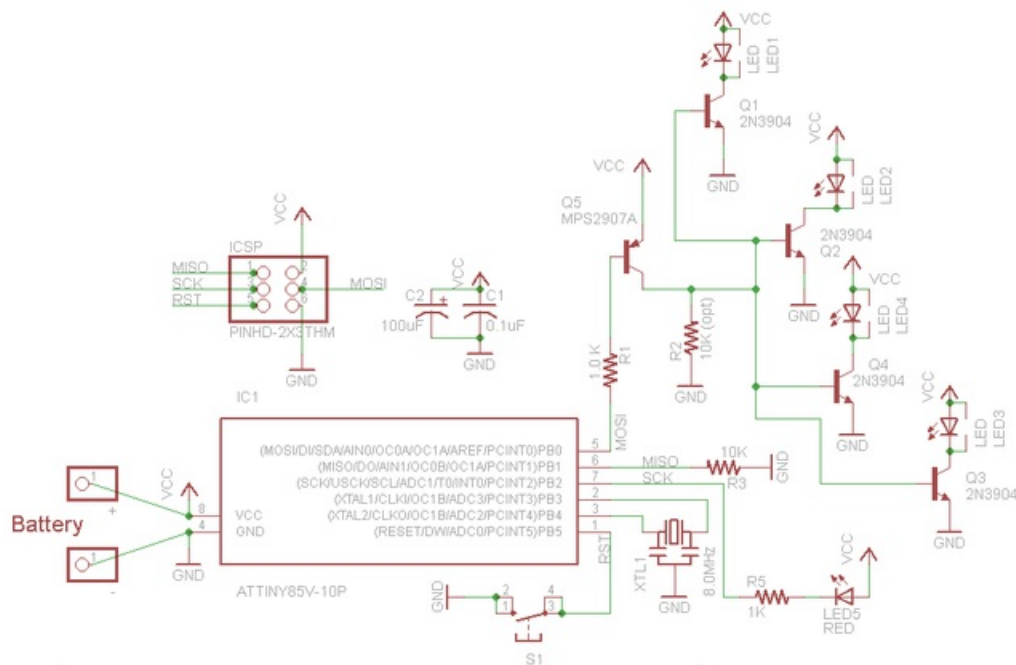 VCC
LED
LED1
Q1
2N3904
GND
VCC
LED
LED2
2N3904
Q2
GND
VCC
Q5
MPS2907A
VCC
LED
LED4
Q4
2N3904
GND
VCC
LED
LED3
Q3
2N3904
GND
R2
10K (opt)
GND
1.0 K
R1
MOSI
VCC
ICSP
MISO
SCK
RST
1
3
5
2
4
6
MOSI
PINHD-2X3THM
GND
VCC
C2
+
100uF
C1
0.1uF
GND
IC1
(MOSI/DI/SDA/AIN0/OC0A/OC1A/AREF/PCINT0)PB0
(MISO/DO/AIN1/OC0B/OC1A/PCINT1)PB1
(SCK/USCK/SCL/ADC1/T0/INT0/PCINT2)PB2
(XTAL1/CLKI/OC1B/ADC3/PCINT3)PB3
(XTAL2/CLKO/OC1B/ADC2/PCINT4)PB4
(RESET/DW/ADC0/PCINT5)PB5
5
6
7
2
3
1
8
VCC
4
GND
ATTINY85V-10P
VCC
1
+
Battery
1
-
GND
MISO
SCK
10K
R3
GND
RST
XTL1
8.0MHz
GND
GND
2
1
4
3
S1
R5
1K
VCC
LED5
RED